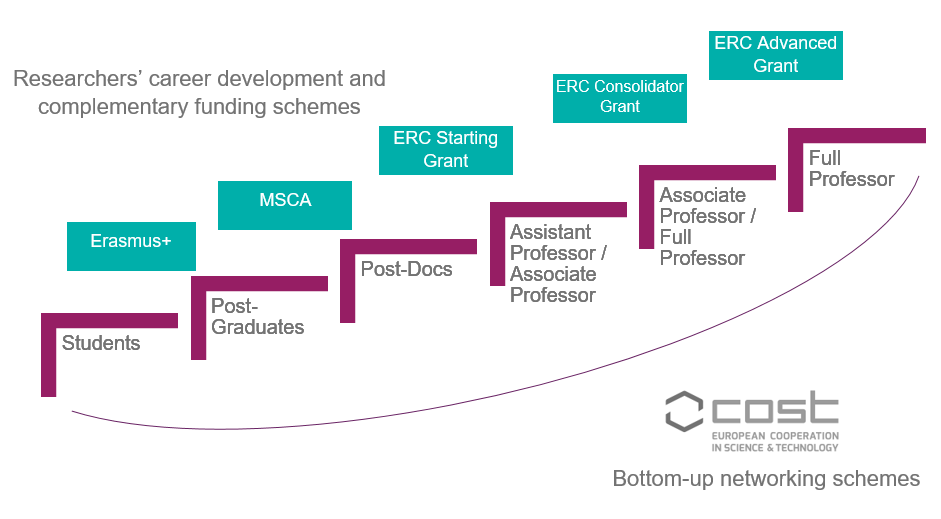 Researchers’ career development and
complementary funding schemes
ERC Advanced
Grant
ERC Consolidator
Grant
ERC Starting
Grant
MSCA
Erasmus+
Full
Professor
Associate
Professor /
Full
Professor
Assistant
Professor /
Associate
Professor
Post-Docs
Post-
Graduates
Students
cost
EUROPEAN COOPERATION
IN SCIENCE & TECHNOLOGY
Bottom-up networking schemes